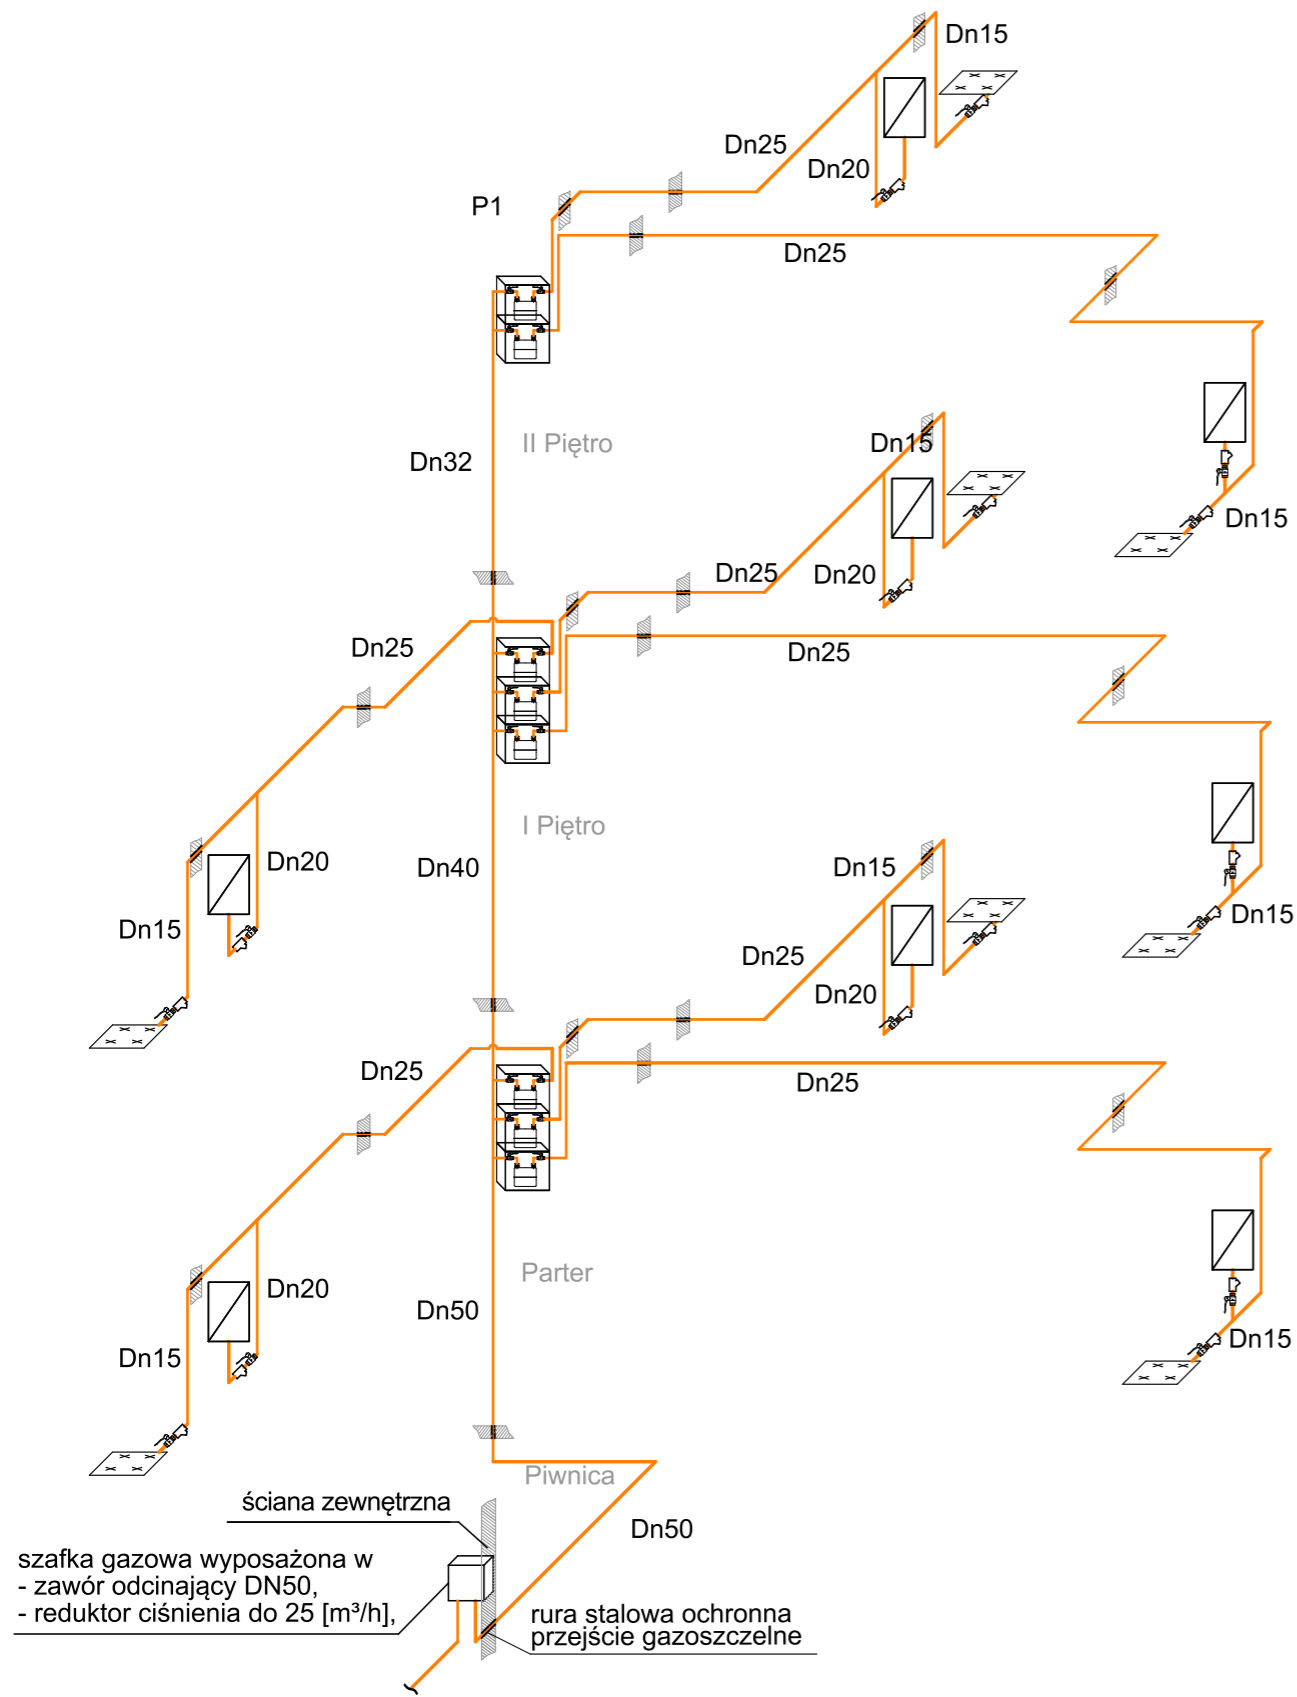 Dn15
Dn25
Dn20
P1
Dn25
II Piętro
Dn15
Dn32
Dn15
Dn25
Dn20
Dn25
Dn25
I Piętro
Dn20
Dn40
Dn15
Dn15
Dn15
Dn25
Dn20
Dn25
Dn25
Parter
Dn20
Dn50
Dn15
Dn15
Piwnica
ściana zewnętrzna
Dn50
szafka gazowa wyposażona w
- zawór odcinający DN50,
- reduktor ciśnienia do 25 [m³/h],
rura stalowa ochronna
przejście gazoszczelne